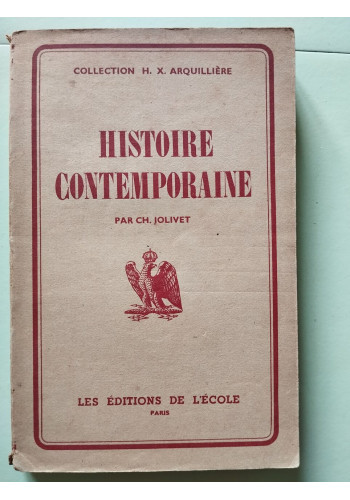 COLLECTION H. X. ARQUILLIÈRE
HISTOIRE
CONTEMPORAINE
PAR CH. JOLIVET
LES ÉDITIONS DE L'ÉCOLE
PARIS